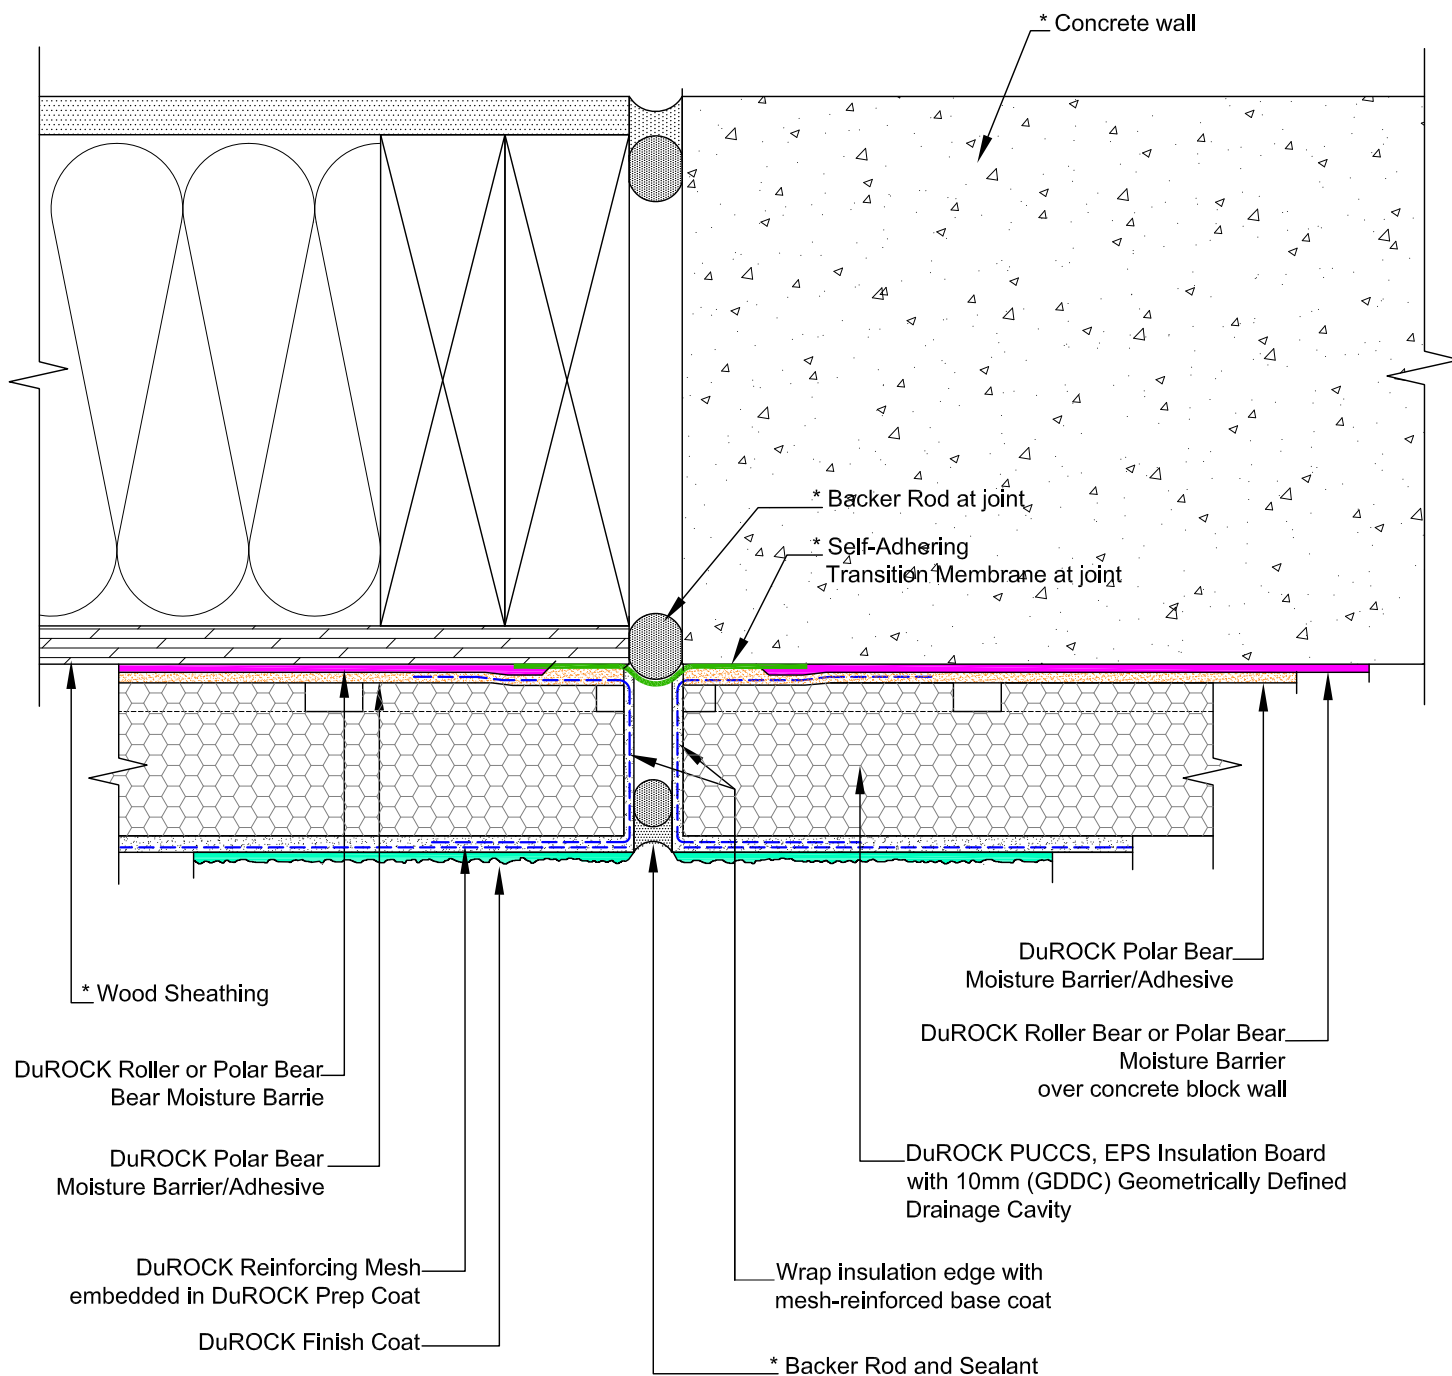 * Concrete wall
* Backer Rod at joint
* Self-Adhering
Transition Membrane at joint
* Wood Sheathing
DuROCK Roller or Polar Bear
Bear Moisture Barrie
DuROCK Polar Bear
Moisture Barrier/Adhesive
DuROCK Reinforcing Mesh
embedded in DuROCK Prep Coat
DuROCK Finish Coat
DuROCK Polar Bear
Moisture Barrier/Adhesive
DuROCK Roller Bear or Polar Bear
Moisture Barrier
over concrete block wall
DuROCK PUCCS, EPS Insulation Board
with 10mm (GDDC) Geometrically Defined
Drainage Cavity
Wrap insulation edge with
mesh-reinforced base coat
* Backer Rod and Sealant